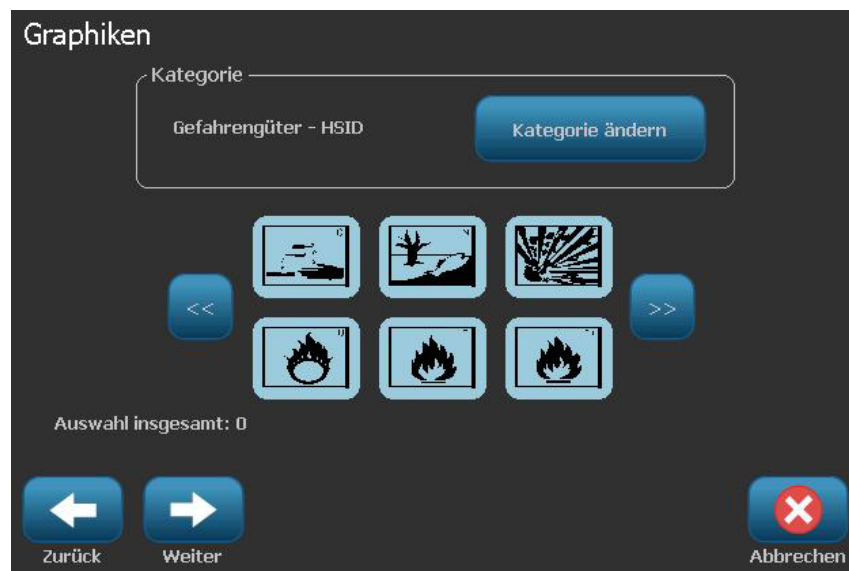 Graphiken
Kategorie
Gefahrengüter - HSID
Kategorie ändern
<<
>>
Auswahl insgesamt: 0
Zurück
Weiter
Abbrechen